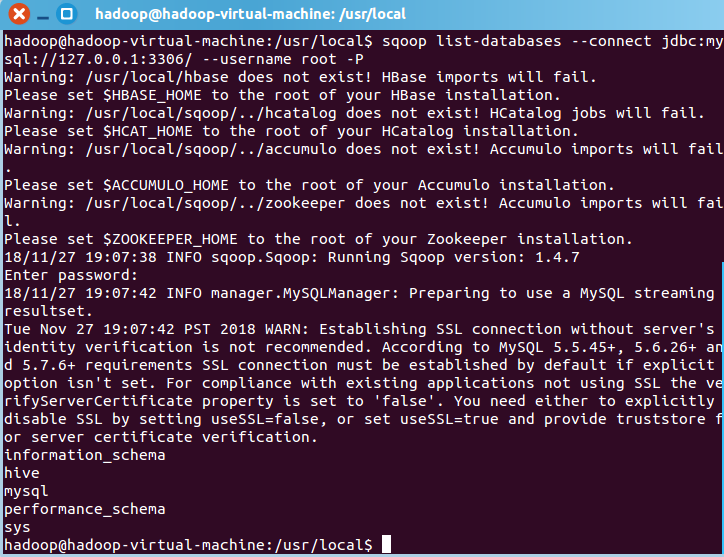 hadoop@hadoop-virtual-machine: /usr/local
hadoop@hadoop-virtual-machine:/usr/local$ sqoop list-databases --connect jdbc:my
sql://127.0.0.1:3306/ --username root -P
Warning: /usr/local/hbase does not exist! HBase imports will fail.
Please set $HBASE_HOME to the root of your HBase installation.
Warning: /usr/local/sqoop/../hcatalog does not exist! HCatalog jobs will fail.
Please set $HCAT_HOME to the root of your HCatalog installation.
Warning: /usr/local/sqoop/../accumulo does not exist! Accumulo imports will fail
.
Please set $ACCUMULO_HOME to the root of your Accumulo installation.
Warning: /usr/local/sqoop/../zookeeper does not exist! Accumulo imports will fai
l.
Please set $ZOOKEEPER_HOME to the root of your Zookeeper installation.
18/11/27 19:07:38 INFO sqoop.Sqoop: Running Sqoop version: 1.4.7
Enter password:
18/11/27 19:07:42 INFO manager.MySQLManager: Preparing to use a MySQL streaming
resultset.
Tue Nov 27 19:07:42 PST 2018 WARN: Establishing SSL connection without server's
identity verification is not recommended. According to MySQL 5.5.45+, 5.6.26+ an
d 5.7.6+ requirements SSL connection must be established by default if explicit
option isn't set. For compliance with existing applications not using SSL the ve
rifyServerCertificate property is set to 'false'. You need either to explicitly
disable SSL by setting useSSL=false, or set useSSL=true and provide truststore f
or server certificate verification.
information_schema
hive
mysql
performance_schema
sys
hadoop@hadoop-virtual-machine:/usr/local$